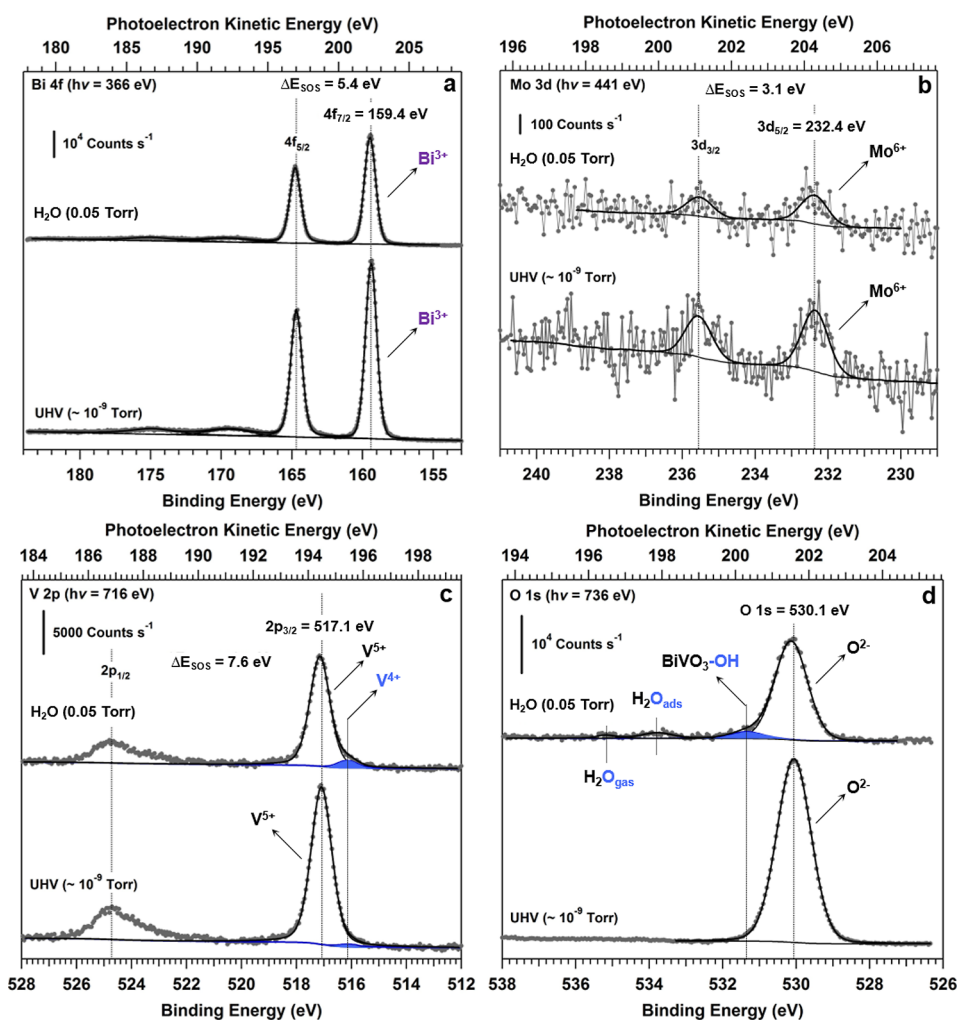 Photoelectron Kinetic Energy (eV)
180 185 190 195 200 205
Bi 4f (hν = 366 eV)
ΔE_SOS = 5.4 eV
a
4f7/2 = 159.4 eV
10⁴ Counts s⁻¹
4f5/2
Bi³⁺
H₂O (0.05 Torr)
Bi³⁺
UHV (~ 10⁻⁹ Torr)
180 175 170 165 160 155
Binding Energy (eV)
Photoelectron Kinetic Energy (eV)
196 198 200 202 204 206
Mo 3d (hν = 441 eV)
ΔE_SOS = 3.1 eV
b
100 Counts s⁻¹
3d5/2 = 232.4 eV
3d3/2
H₂O (0.05 Torr)
Mo⁶⁺
UHV (~ 10⁻⁹ Torr)
Mo⁶⁺
240 238 236 234 232 230
Binding Energy (eV)
Photoelectron Kinetic Energy (eV)
184 186 188 190 192 194 196 198
V 2p (hν = 716 eV)
c
5000 Counts s⁻¹
2p3/2 = 517.1 eV
V⁵⁺
2p1/2
ΔE_SOS = 7.6 eV
V⁴⁺
H₂O (0.05 Torr)
V⁵⁺
UHV (~ 10⁻⁹ Torr)
528 526 524 522 520 518 516 514 512
Binding Energy (eV)
Photoelectron Kinetic Energy (eV)
194 196 198 200 202 204
O 1s (hν = 736 eV)
d
O 1s = 530.1 eV
10⁴ Counts s⁻¹
BiVO₃-OH
O²⁻
H₂O_ads
H₂O (0.05 Torr)
H₂O_gas
O²⁻
UHV (~ 10⁻⁹ Torr)
538 536 534 532 530 528 526
Binding Energy (eV)